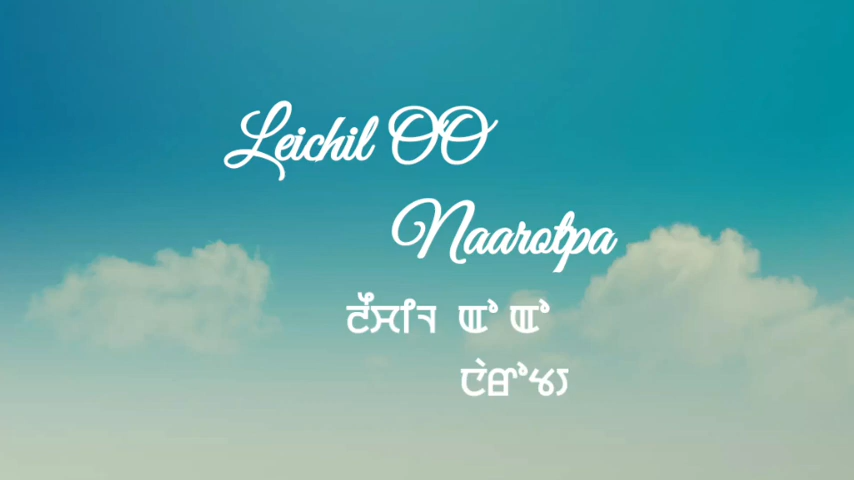 Leichil OO
Naarotpa
ꯂꯩꯆꯤꯜ ꯑꯣ ꯑꯣ
ꯅꯥꯔꯣꯠꯄ